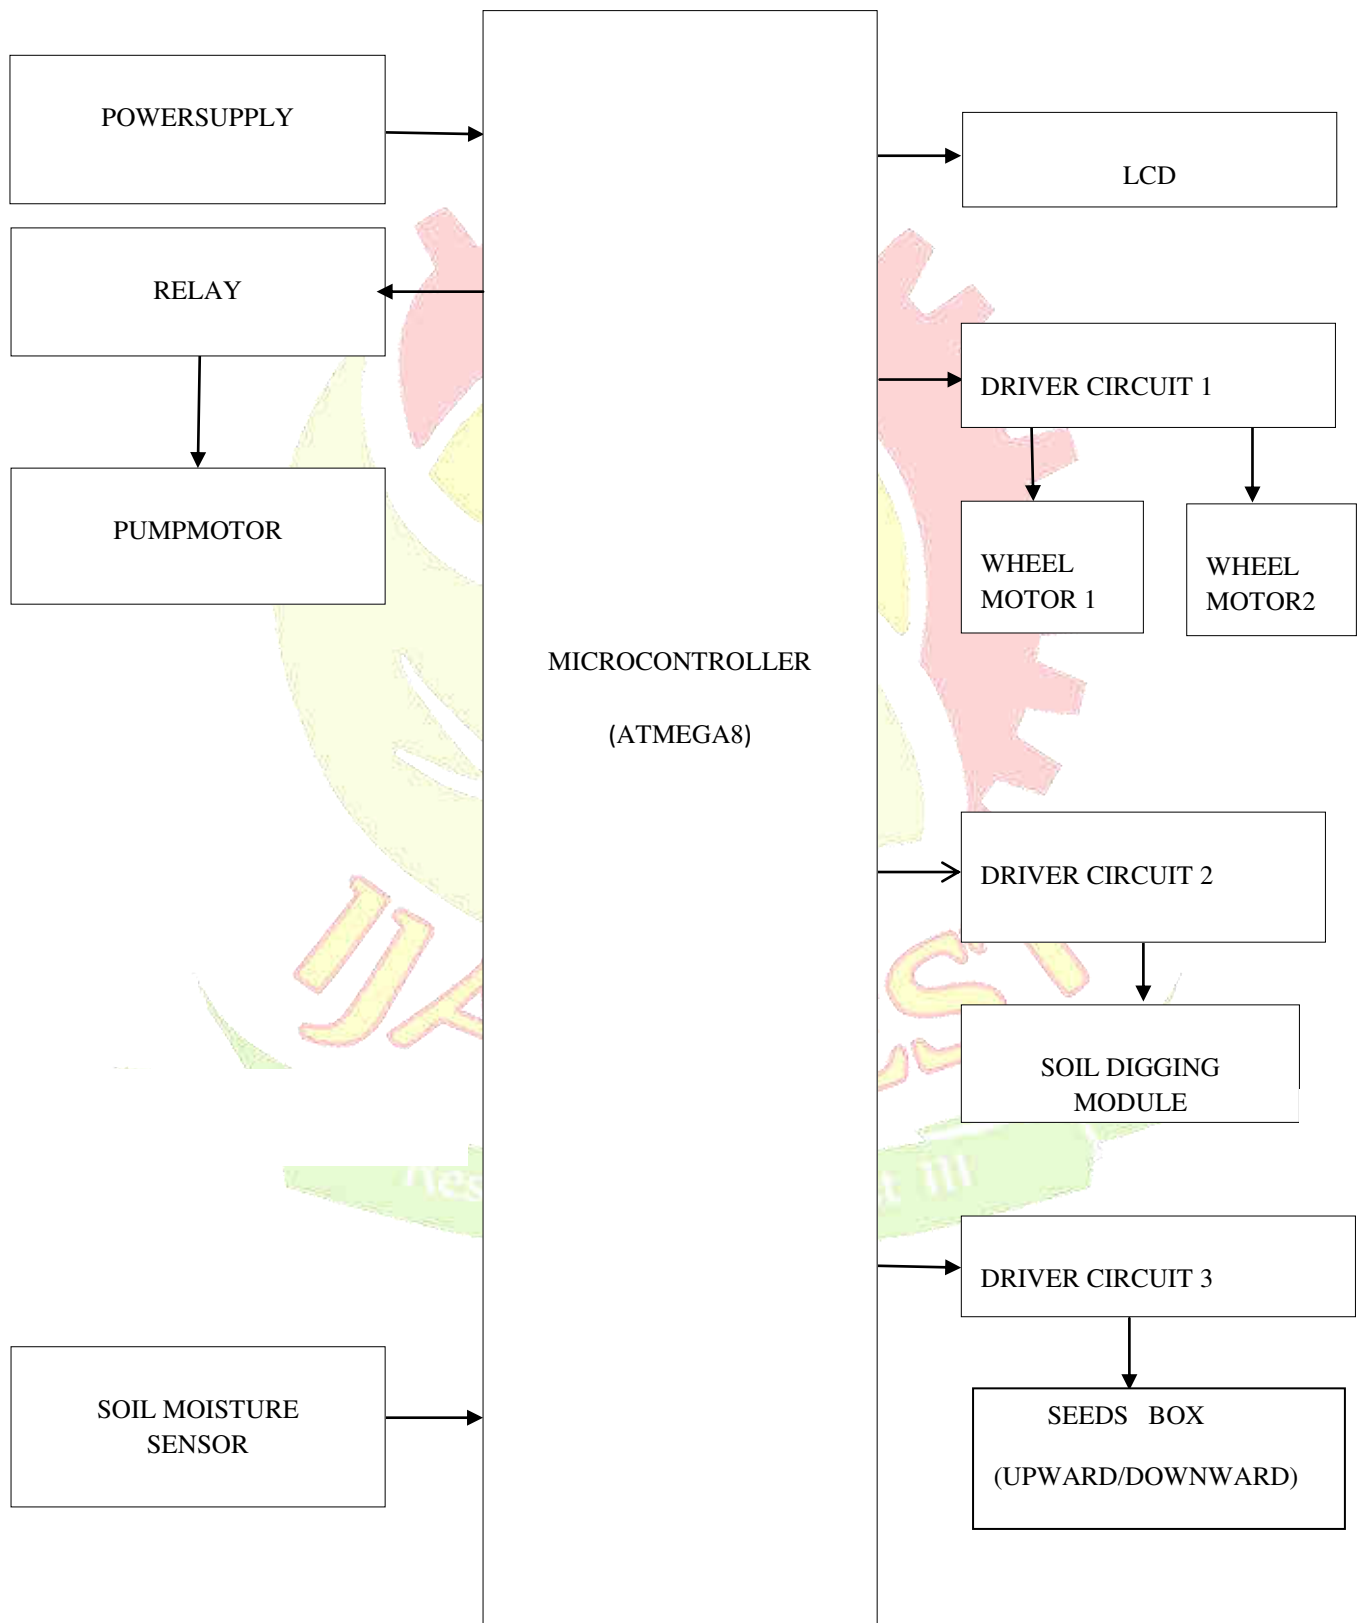 POWERSUPPLY
LCD
RELAY
DRIVER CIRCUIT 1
PUMPMOTOR
WHEEL
MOTOR 1
WHEEL
MOTOR2
MICROCONTROLLER
(ATMEGA8)
DRIVER CIRCUIT 2
SOIL DIGGING
MODULE
DRIVER CIRCUIT 3
SOIL MOISTURE
SENSOR
SEEDS BOX
(UPWARD/DOWNWARD)